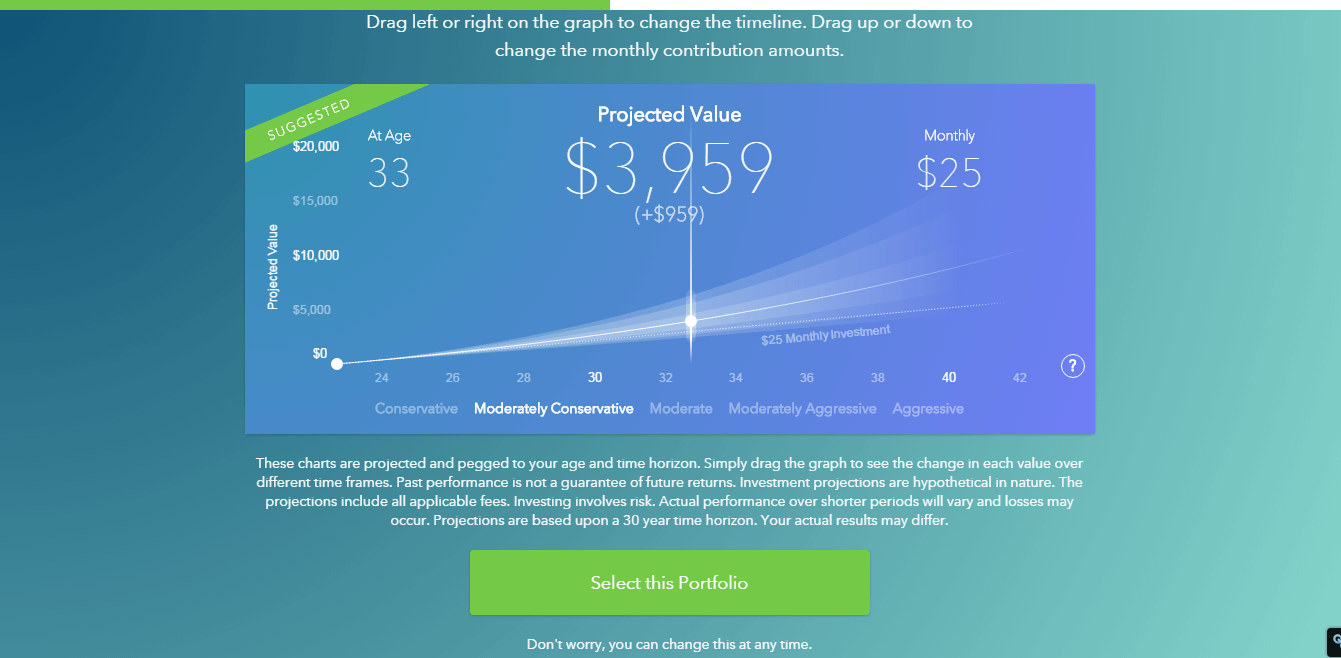 Drag left or right on the graph to change the timeline. Drag up or down to
change the monthly contribution amounts.
SUGGESTED
Projected Value
At Age
33
$3,959
(+$959)
Monthly
$25
Projected Value
$20,000
$15,000
$10,000
$5,000
$0
$25 Monthly Investment
24 26 28 30 32 34 36 38 40 42
?
Conservative Moderately Conservative Moderate Moderately Aggressive Aggressive
These charts are projected and pegged to your age and time horizon. Simply drag the graph to see the change in each value over
different time frames. Past performance is not a guarantee of future returns. Investment projections are hypothetical in nature. The
projections include all applicable fees. Investing involves risk. Actual performance over shorter periods will vary and losses may
occur. Projections are based upon a 30 year time horizon. Your actual results may differ.
Select this Portfolio
Don't worry, you can change this at any time.